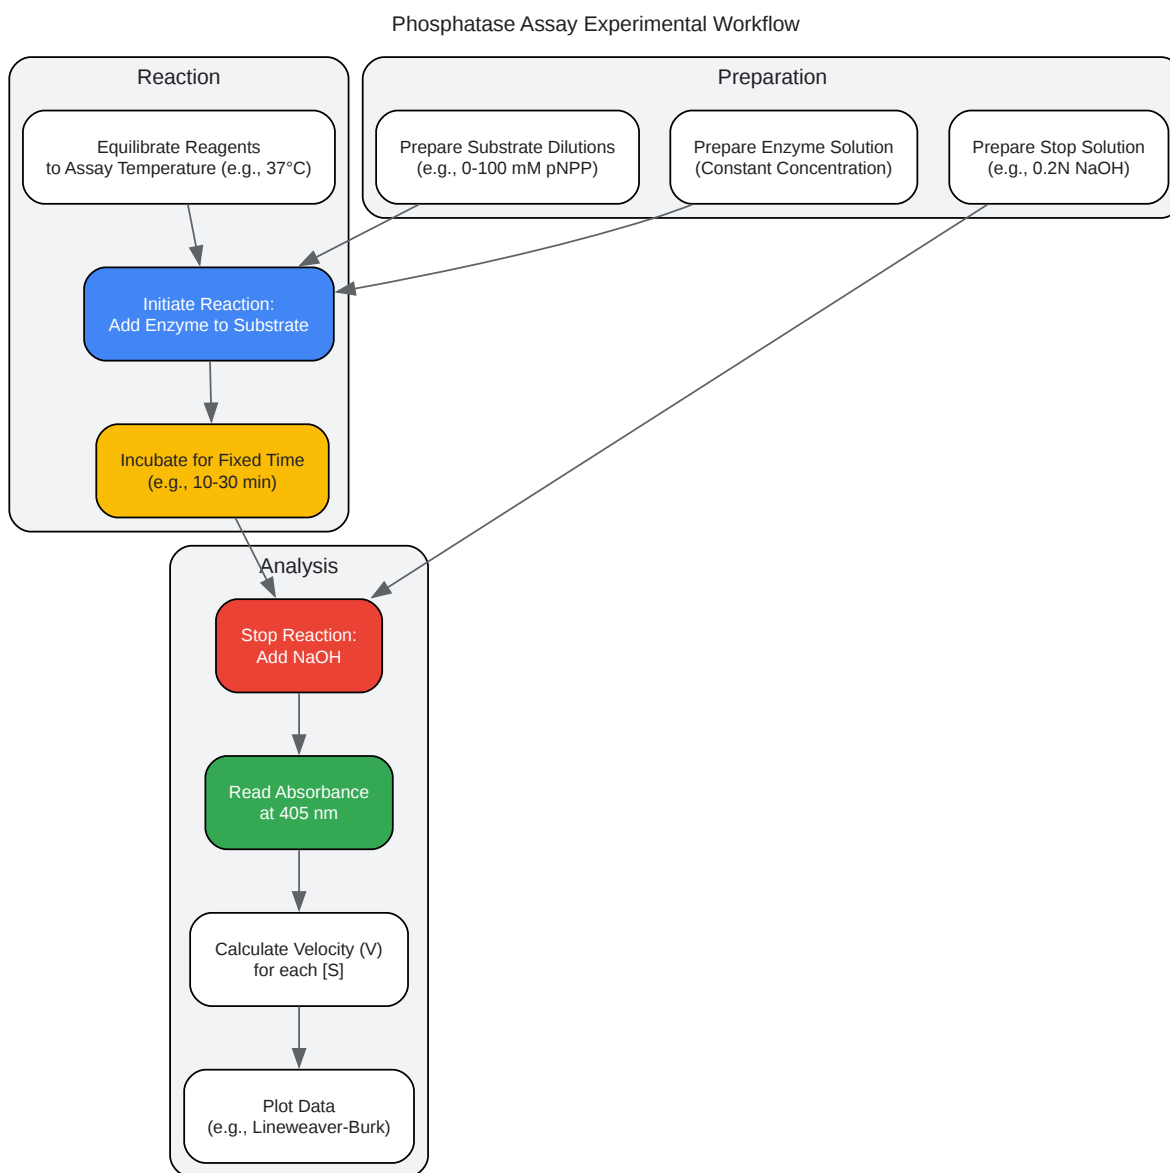 Phosphatase Assay Experimental Workflow
Reaction
Equilibrate Reagents
to Assay Temperature (e.g., 37°C)
Preparation
Prepare Substrate Dilutions
(e.g., 0-100 mM pNPP)
Prepare Enzyme Solution
(Constant Concentration)
Prepare Stop Solution
(e.g., 0.2N NaOH)
Initiate Reaction:
Add Enzyme to Substrate
Incubate for Fixed Time
(e.g., 10-30 min)
Analysis
Stop Reaction:
Add NaOH
Read Absorbance
at 405 nm
Calculate Velocity (V)
for each [S]
Plot Data
(e.g., Lineweaver-Burk)